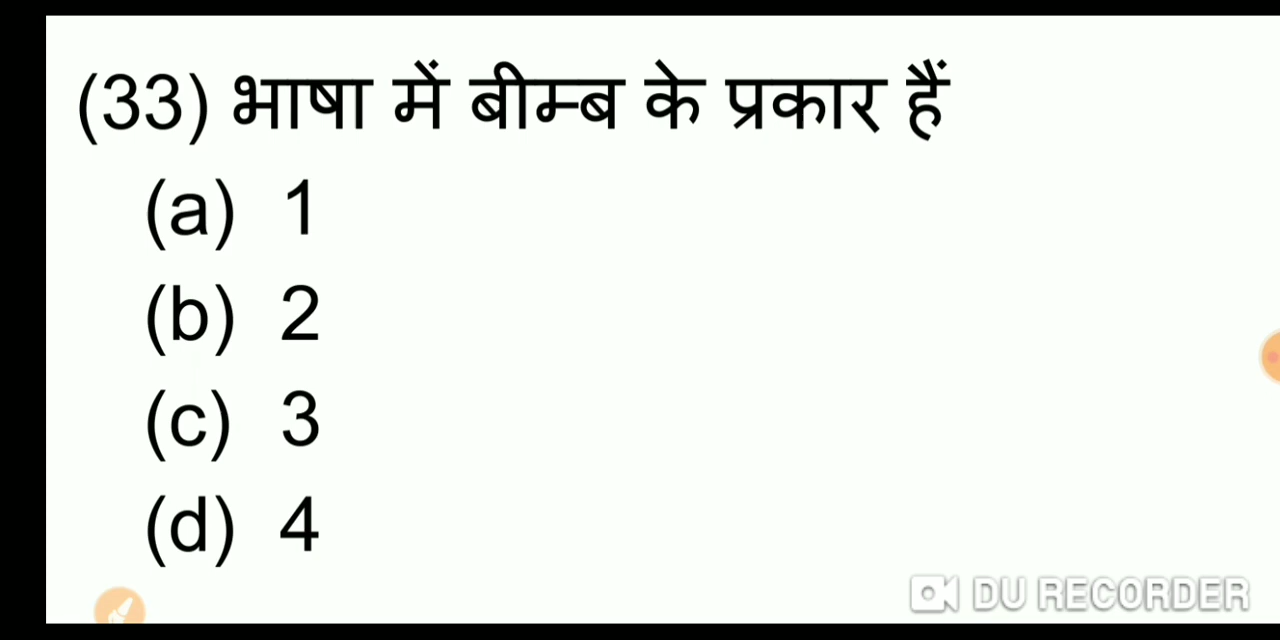 (33) भाषा में बीम्ब के प्रकार हैं
(a) 1
(b) 2
(c) 3
(d) 4
DU RECORDER